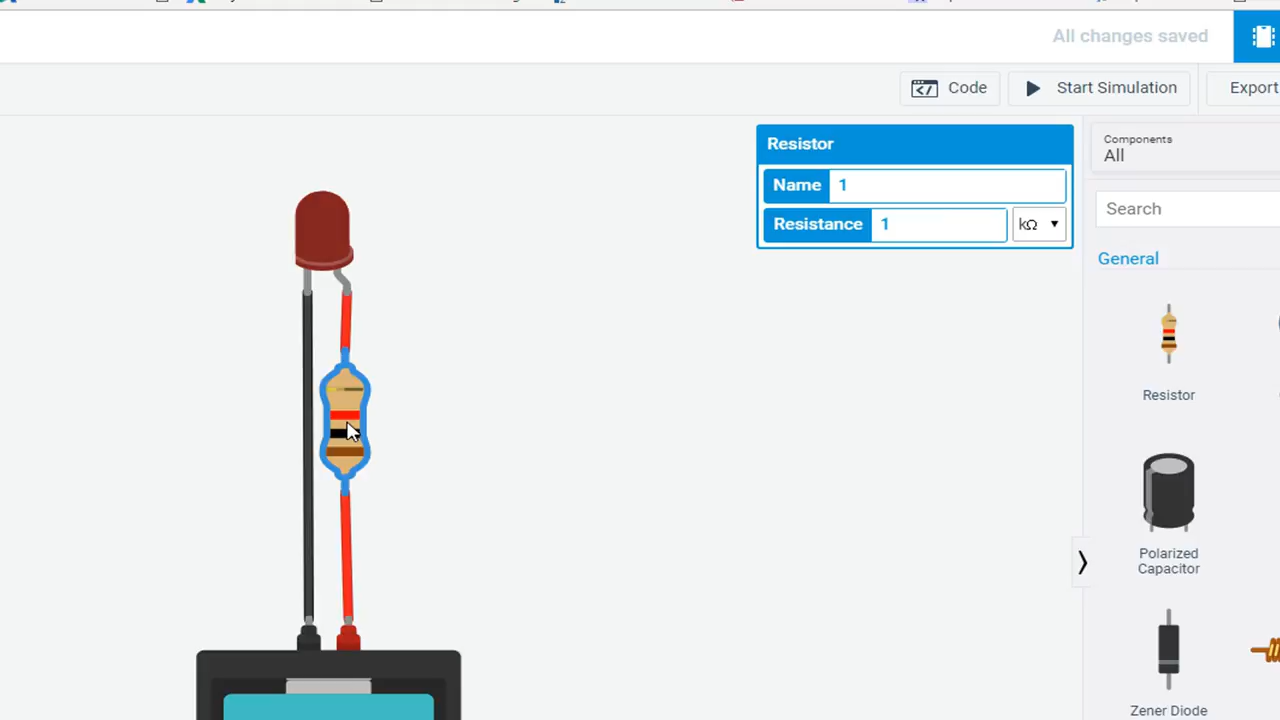 All changes saved
Code
Start Simulation
Export
Resistor
Name 1
Resistance 1 kΩ
Components
All
Search
General
Resistor
Polarized
Capacitor
Zener Diode